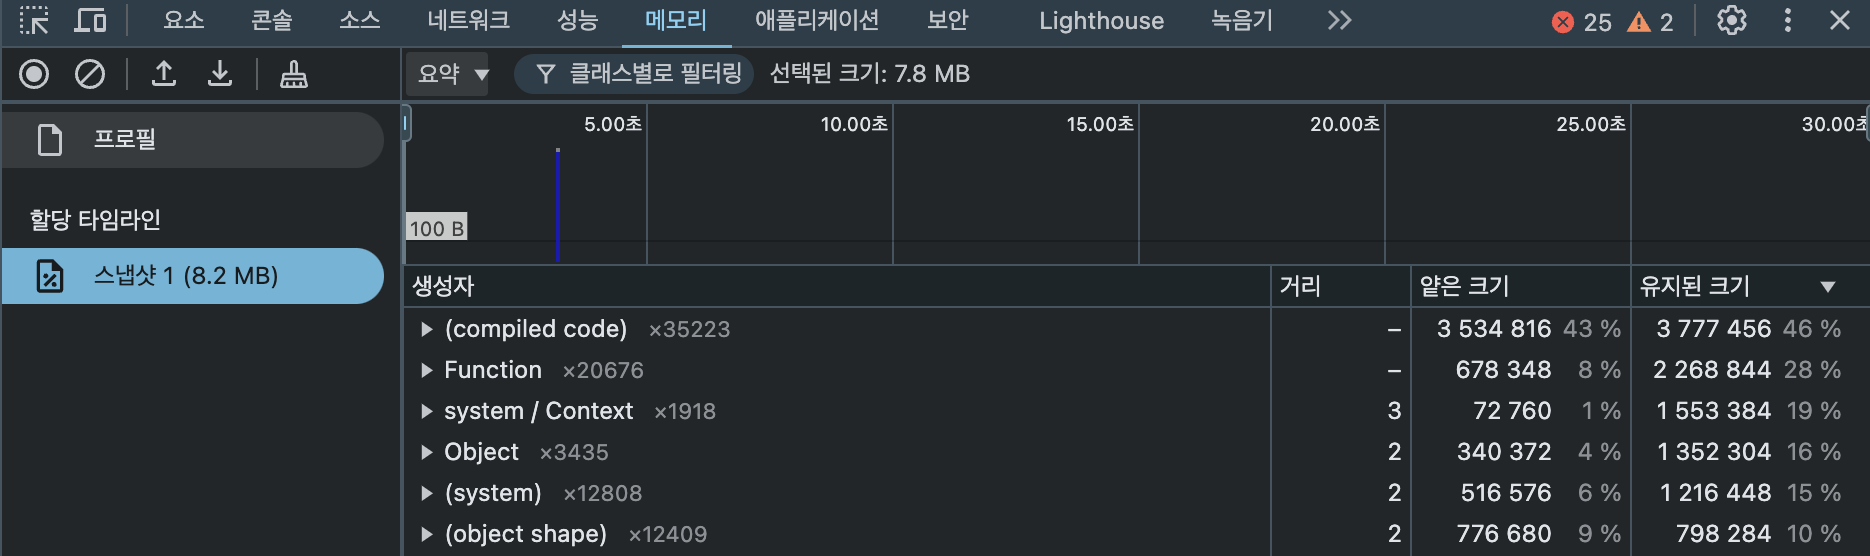 요소 콘솔 소스 네트워크 성능 메모리 애플리케이션 보안 Lighthouse 녹음기 25 2
요약 ▼ 클래스별로 필터링 선택된 크기: 7.8 MB
프로필
할당 타임라인
스냅샷 1 (8.2 MB)
5.00초 10.00초 15.00초 20.00초 25.00초 30.00초
100 B
생성자 거리 얕은 크기 유지된 크기 ▼
(compiled code) ×35223 – 3 534 816 43 % 3 777 456 46 %
Function ×20676 – 678 348 8 % 2 268 844 28 %
system / Context ×1918 3 72 760 1 % 1 553 384 19 %
Object ×3435 2 340 372 4 % 1 352 304 16 %
(system) ×12808 2 516 576 6 % 1 216 448 15 %
(object shape) ×12409 2 776 680 9 % 798 284 10 %